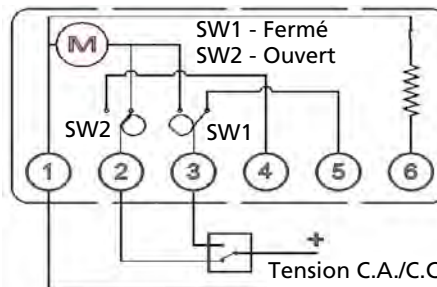 SW1 - Fermé
M
SW2 - Ouvert
SW2
SW1
1 2 3 4 5 6
+
Tension C.A./C.C